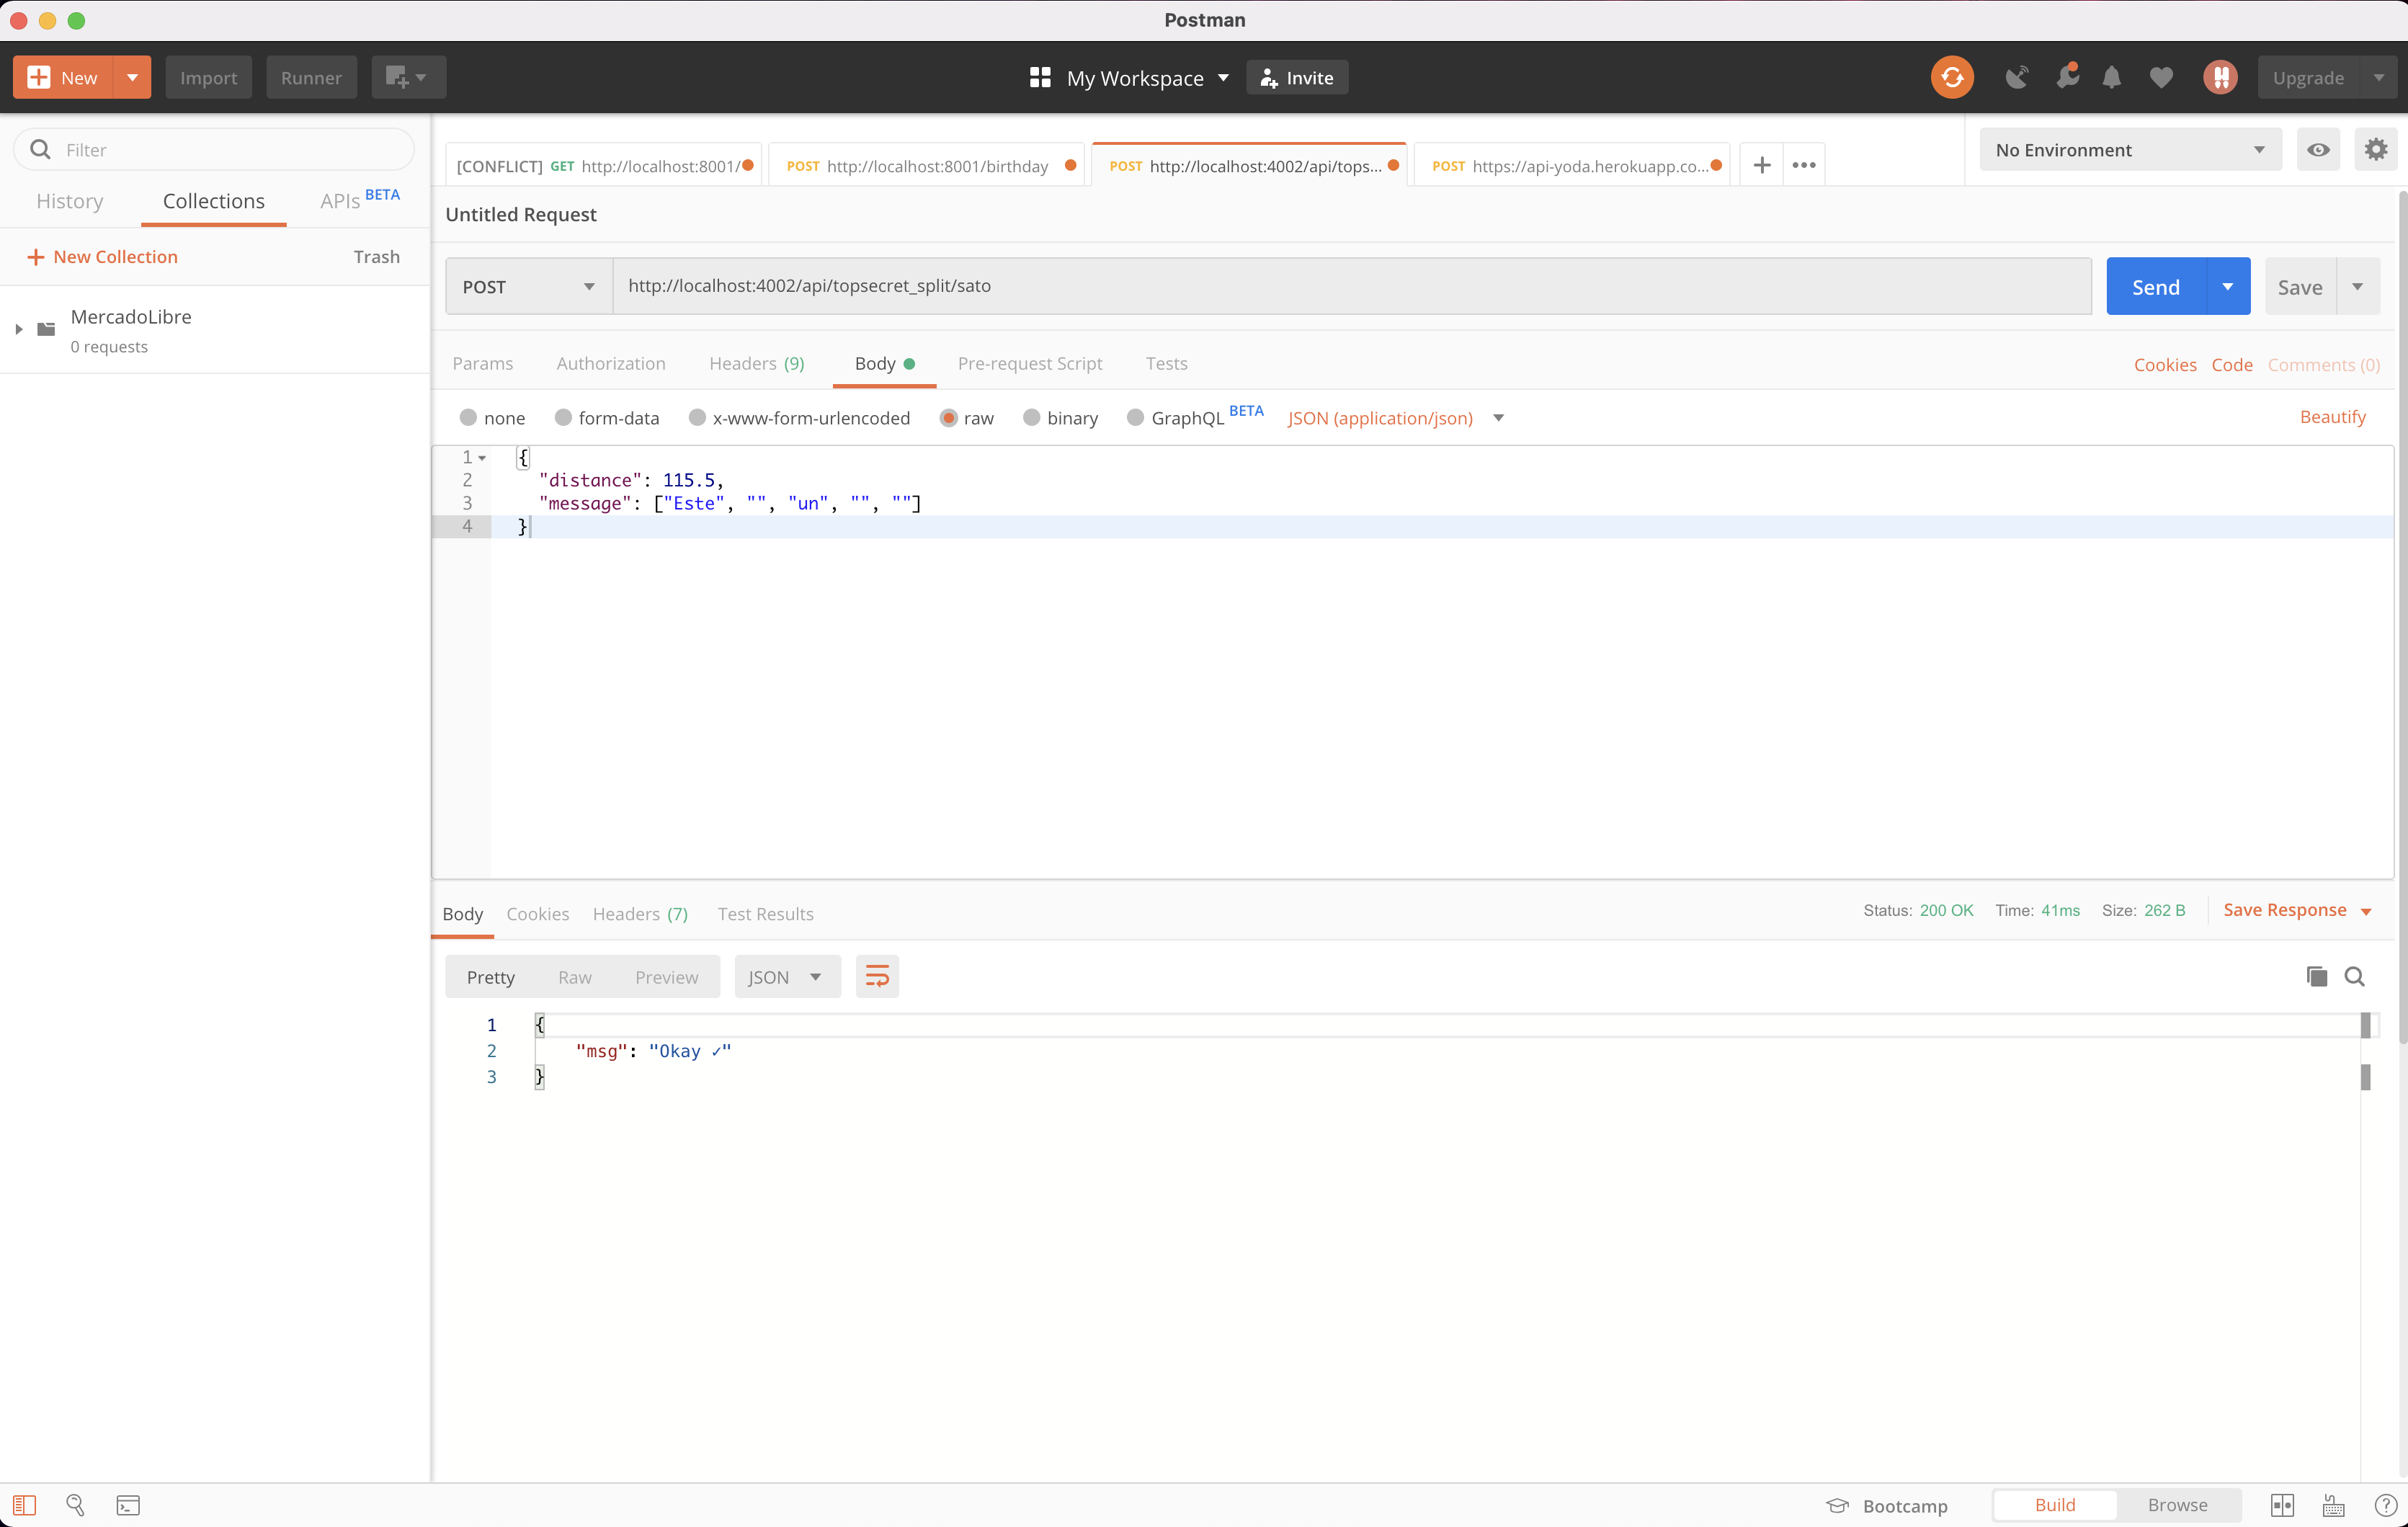 Postman
New Import Runner My Workspace Invite Upgrade
Filter
History Collections APIs BETA
New Collection Trash
MercadoLibre
0 requests
[CONFLICT] GET http://localhost:8001/ POST http://localhost:8001/birthday POST http://localhost:4002/api/tops... POST https://api-yoda.herokuapp.co... No Environment
Untitled Request
POST http://localhost:4002/api/topsecret_split/sato Send Save
Params Authorization Headers (9) Body Pre-request Script Tests Cookies Code Comments (0)
none form-data x-www-form-urlencoded raw binary GraphQL BETA JSON (application/json) Beautify
1 {
2 "distance": 115.5,
3 "message": ["Este", "", "un", "", ""]
4 }
Body Cookies Headers (7) Test Results Status: 200 OK Time: 41ms Size: 262 B Save Response
Pretty Raw Preview JSON
1 {
2 "msg": "Okay ✓"
3 }
Bootcamp Build Browse